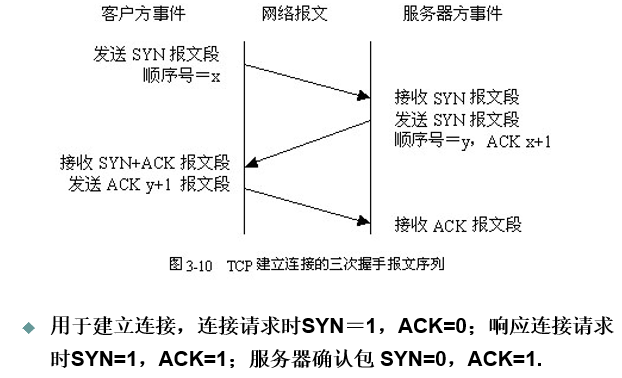 客户方事件 网络报文 服务器方事件
发送 SYN 报文段
顺序号＝x
接收 SYN 报文段
发送 SYN 报文段
顺序号＝y，ACK x+1
接收 SYN+ACK 报文段
发送 ACK y+1 报文段
接收 ACK 报文段
图 3-10 TCP 建立连接的三次握手报文序列
用于建立连接，连接请求时SYN＝1，ACK=0；响应连接请求
时SYN=1，ACK=1；服务器确认包 SYN=0，ACK=1.